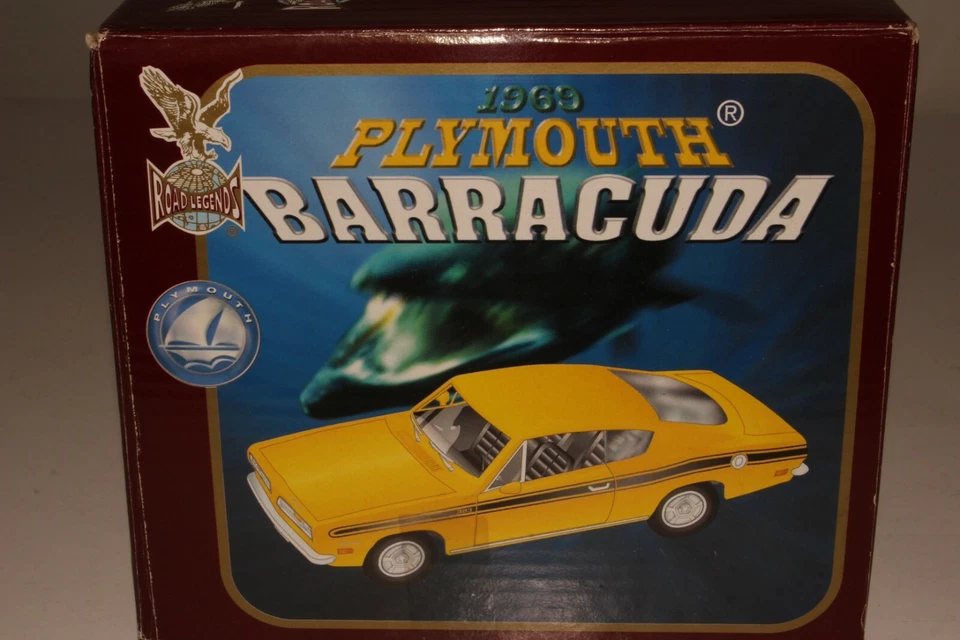 1969
PLYMOUTH®
BARRACUDA
ROAD LEGENDS
®
PLYMOUTH